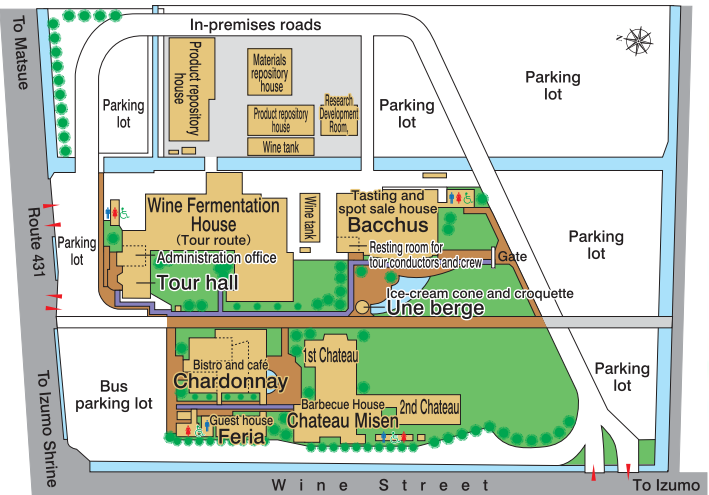 To Matsue
In-premises roads
N
Product repository
house
Materials
repository
house
Product repository
house
Research
Development
Room,
Wine tank
Parking
lot
Parking
lot
Parking
lot
Route 431
Parking
lot
Wine Fermentation
House
(Tour route)
Administration office
Tour hall
Wine tank
Tasting and
spot sale house
Bacchus
Resting room for
tour conductors and crew
Gate
Parking
lot
Ice-cream cone and croquette
Une berge
To Izumo Shrine
Bus
parking lot
Bistro and café
Chardonnay
1st Chateau
Barbecue House
Chateau Misen
2nd Chateau
Guest house
Feria
Parking
lot
Wine Street
To Izumo